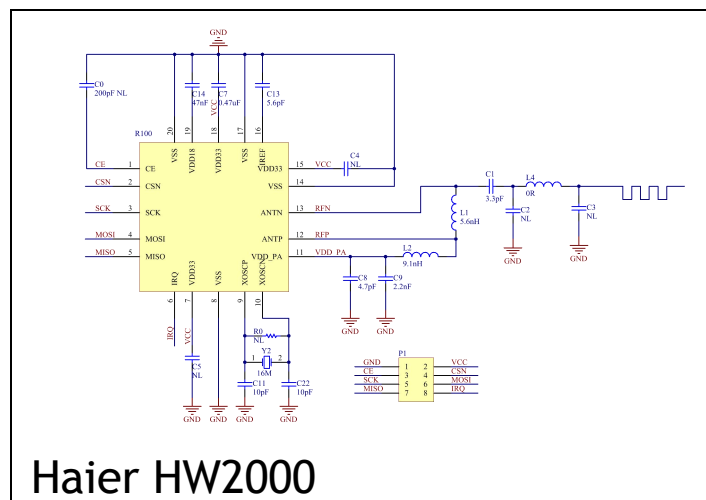 GND
C0
200pF NL
C14
47nF
C7
0.47uF
C13
5.6pF
VCC
R100
20
19
18
17
16
VSS
VDD18
VDD33
VSS
IREF
CE 1 CE
CSN 2 CSN
SCK 3 SCK
MOSI 4 MOSI
MISO 5 MISO
VDD33 15 VCC
C4
NL
VSS 14
ANTN 13 RFN
ANTP 12 RFP
VDD_PA 11 VDD_PA
IRQ
VDD33
VSS
XOSCP
XOSCN
6
7
8
9
10
IRQ
VCC
C5
NL
R0
NL
Y2
1 2
16M
C11
10pF
C22
10pF
GND
GND
GND
GND
L1
5.6nH
L2
9.1nH
C8
4.7pF
C9
2.2nF
GND
GND
C1
3.3pF
L4
0R
C2
NL
C3
NL
GND
GND
P1
GND 1 2 VCC
CE 3 4 CSN
SCK 5 6 MOSI
MISO 7 8 IRQ
Haier HW2000